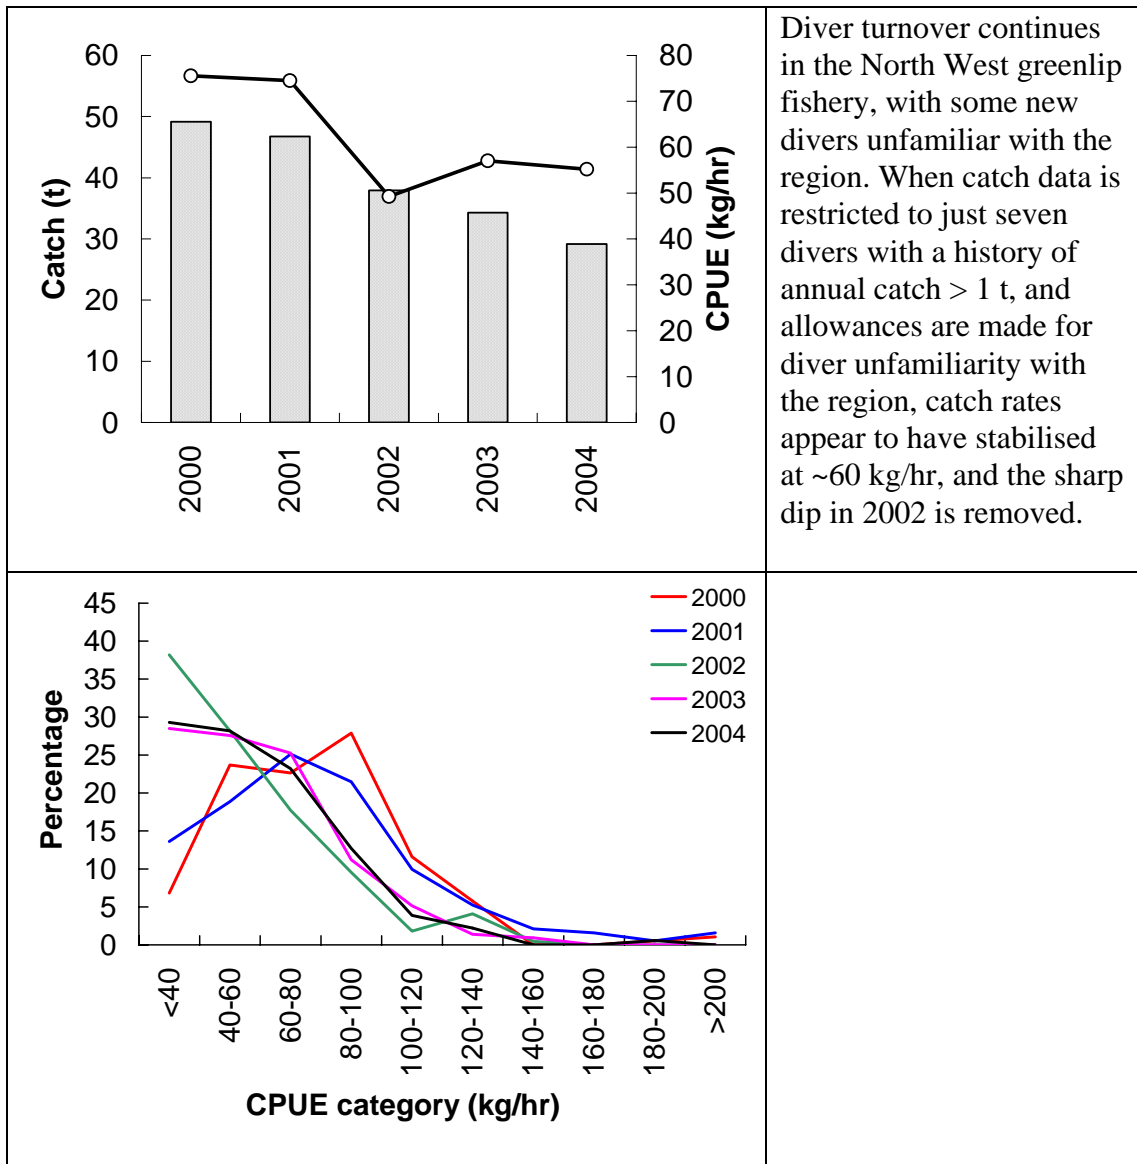 60
50
40
30
20
10
0
Catch (t)
80
70
60
50
40
30
20
10
0
CPUE (kg/hr)
2000
2001
2002
2003
2004
Diver turnover continues
in the North West greenlip
fishery, with some new
divers unfamiliar with the
region. When catch data is
restricted to just seven
divers with a history of
annual catch > 1 t, and
allowances are made for
diver unfamiliarity with
the region, catch rates
appear to have stabilised
at ~60 kg/hr, and the sharp
dip in 2002 is removed.
45
40
35
30
25
20
15
10
5
0
Percentage
2000
2001
2002
2003
2004
<40
40-60
60-80
80-100
100-120
120-140
140-160
160-180
180-200
>200
CPUE category (kg/hr)